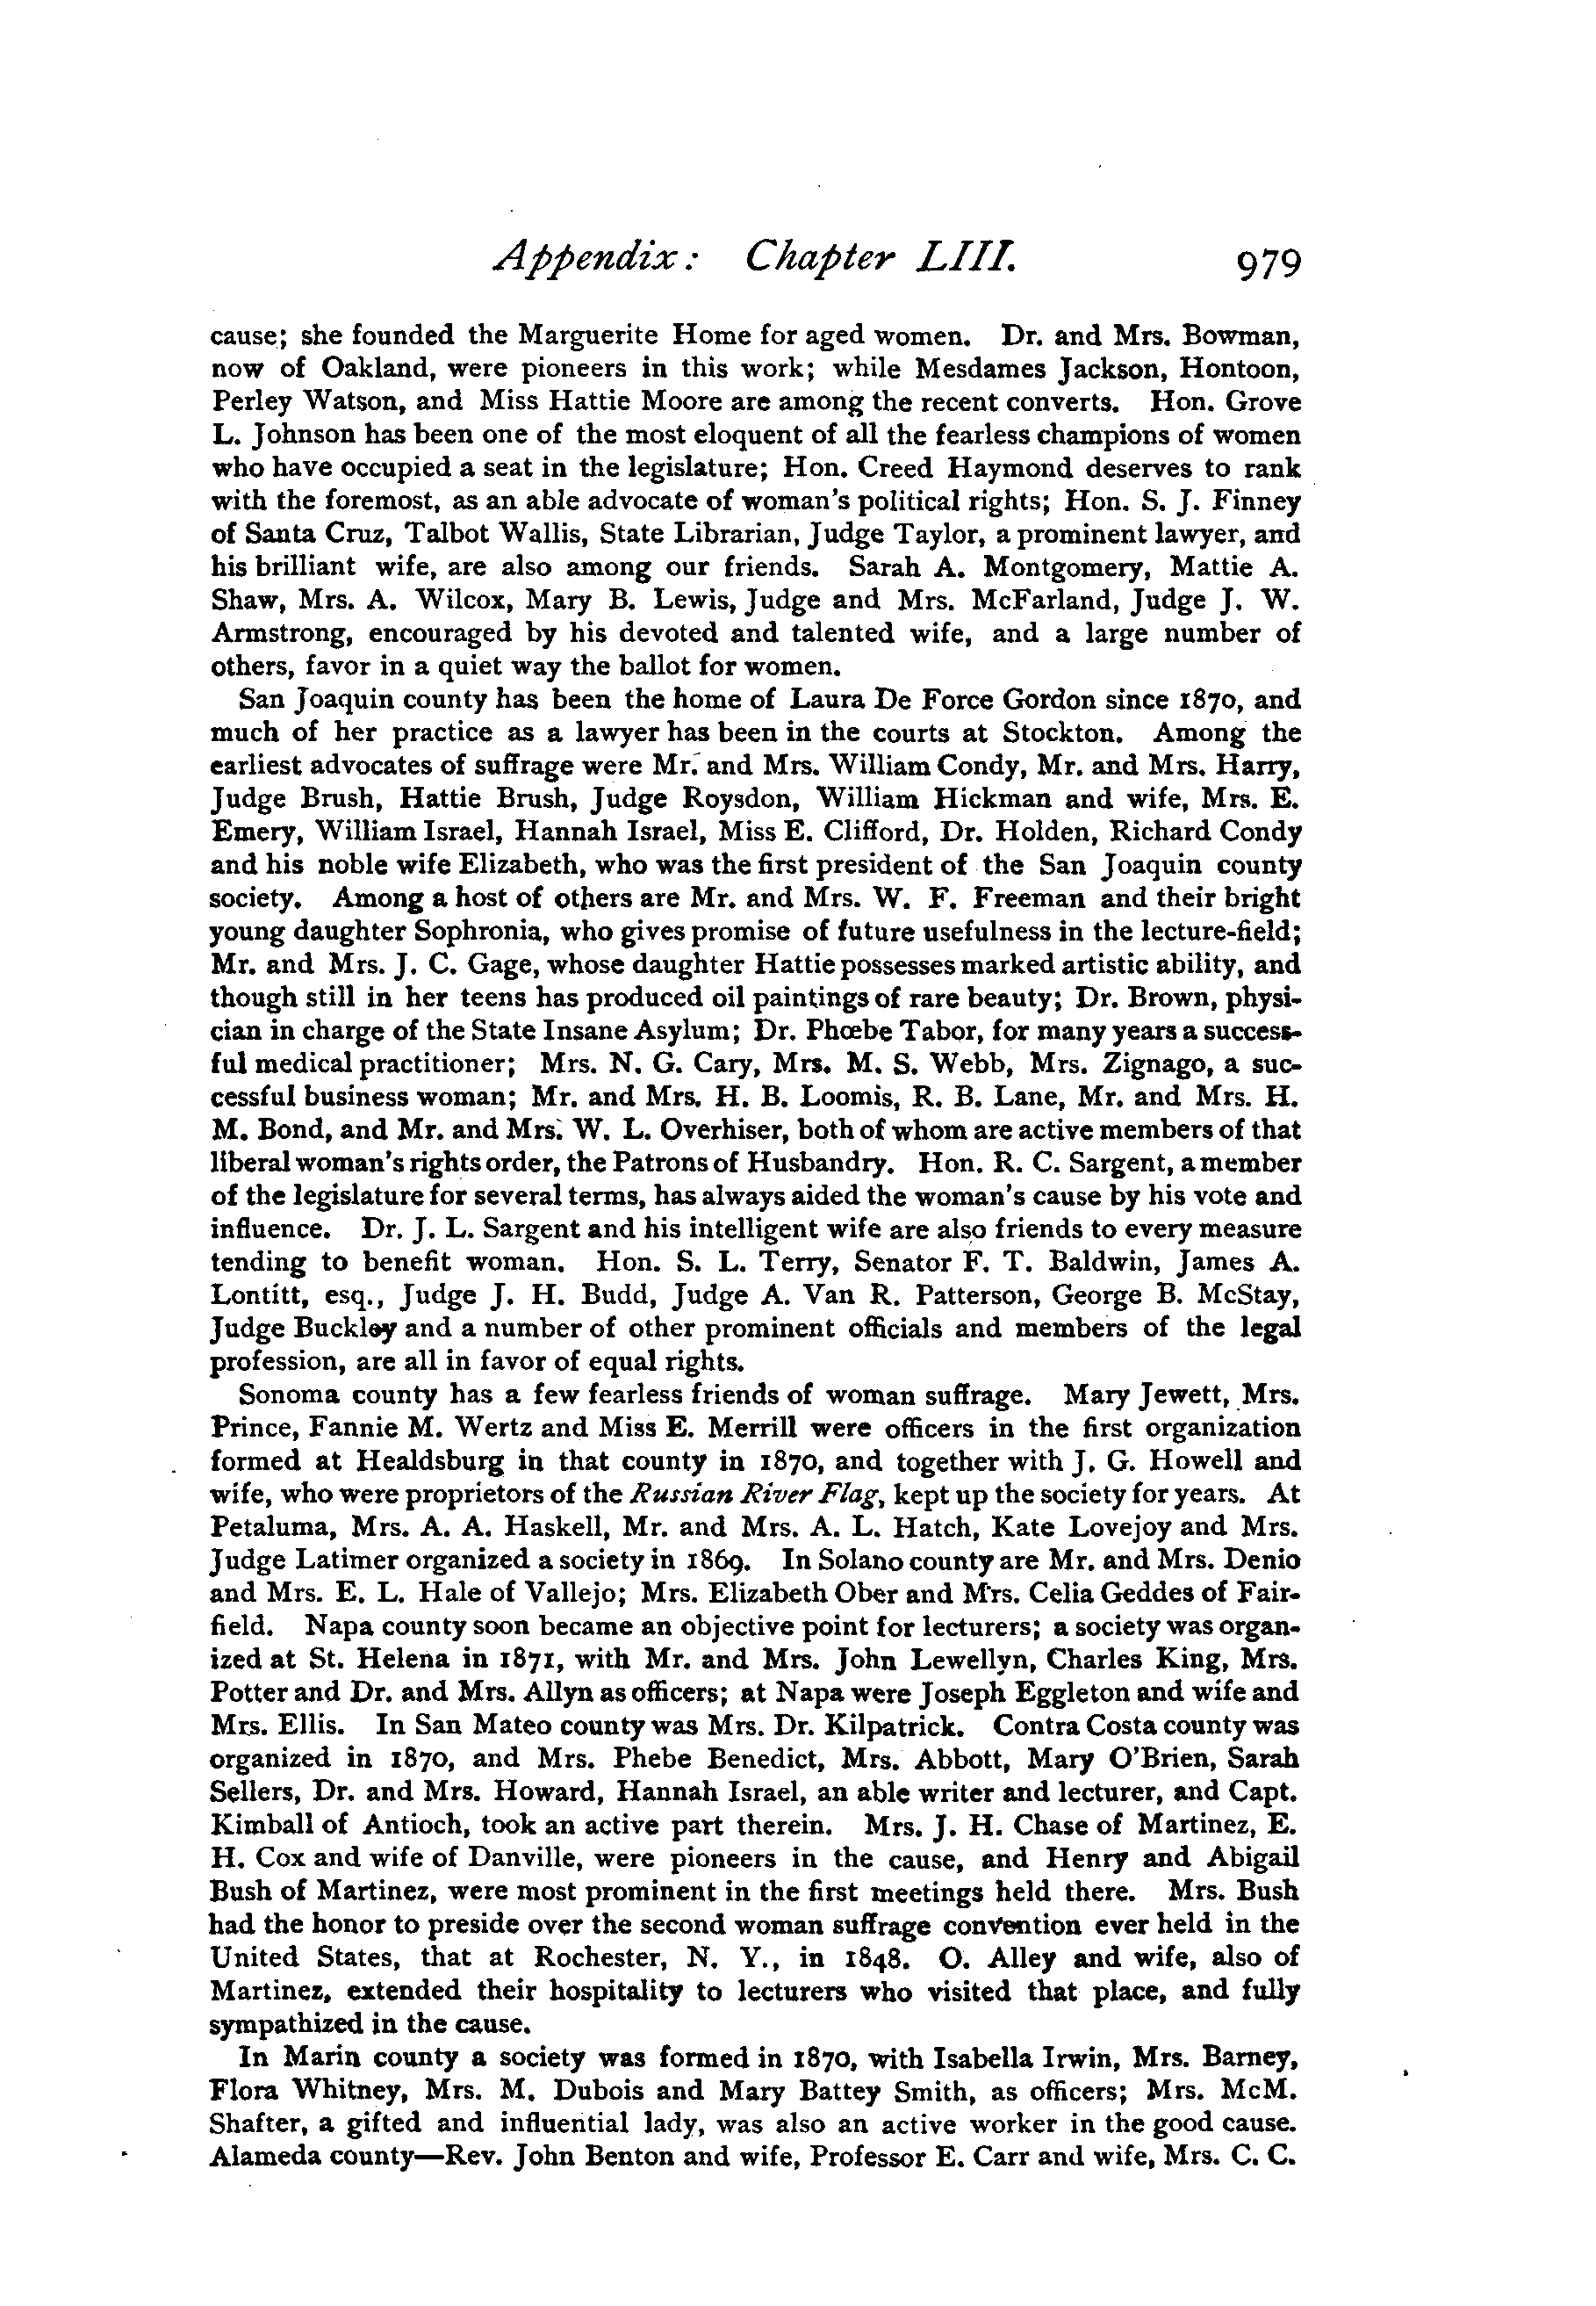 Appendix: Chapter LIII. 979
cause; she founded the Marguerite Home for aged women. Dr. and Mrs. Bowman,
now of Oakland, were pioneers in this work; while Mesdames Jackson, Hontoon,
Perley Watson, and Miss Hattie Moore are among the recent converts. Hon. Grove
L. Johnson has been one of the most eloquent of all the fearless champions of women
who have occupied a seat in the legislature; Hon. Creed Haymond deserves to rank
with the foremost, as an able advocate of woman's political rights; Hon. S. J. Finney
of Santa Cruz, Talbot Wallis, State Librarian, Judge Taylor, a prominent lawyer, and
his brilliant wife, are also among our friends. Sarah A. Montgomery, Mattie A.
Shaw, Mrs. A. Wilcox, Mary B. Lewis, Judge and Mrs. McFarland, Judge J. W.
Armstrong, encouraged by his devoted and talented wife, and a large number of
others, favor in a quiet way the ballot for women.
San Joaquin county has been the home of Laura De Force Gordon since 1870, and
much of her practice as a lawyer has been in the courts at Stockton. Among the
earliest advocates of suffrage were Mr. and Mrs. William Condy, Mr. and Mrs. Harry,
Judge Brush, Hattie Brush, Judge Roysdon, William Hickman and wife, Mrs. E.
Emery, William Israel, Hannah Israel, Miss E. Clifford, Dr. Holden, Richard Condy
and his noble wife Elizabeth, who was the first president of the San Joaquin county
society. Among a host of others are Mr. and Mrs. W. F. Freeman and their bright
young daughter Sophronia, who gives promise of future usefulness in the lecture-field;
Mr. and Mrs. J. C. Gage, whose daughter Hattie possesses marked artistic ability, and
though still in her teens has produced oil paintings of rare beauty; Dr. Brown, physi-
cian in charge of the State Insane Asylum; Dr. Phœbe Tabor, for many years a success-
ful medical practitioner; Mrs. N. G. Cary, Mrs. M. S. Webb, Mrs. Zignago, a suc-
cessful business woman; Mr. and Mrs. H. B. Loomis, R. B. Lane, Mr. and Mrs. H.
M. Bond, and Mr. and Mrs. W. L. Overhiser, both of whom are active members of that
liberal woman's rights order, the Patrons of Husbandry. Hon. R. C. Sargent, a member
of the legislature for several terms, has always aided the woman's cause by his vote and
influence. Dr. J. L. Sargent and his intelligent wife are also friends to every measure
tending to benefit woman. Hon. S. L. Terry, Senator F. T. Baldwin, James A.
Lontitt, esq., Judge J. H. Budd, Judge A. Van R. Patterson, George B. McStay,
Judge Buckley and a number of other prominent officials and members of the legal
profession, are all in favor of equal rights.
Sonoma county has a few fearless friends of woman suffrage. Mary Jewett, Mrs.
Prince, Fannie M. Wertz and Miss E. Merrill were officers in the first organization
formed at Healdsburg in that county in 1870, and together with J. G. Howell and
wife, who were proprietors of the Russian River Flag, kept up the society for years. At
Petaluma, Mrs. A. A. Haskell, Mr. and Mrs. A. L. Hatch, Kate Lovejoy and Mrs.
Judge Latimer organized a society in 1869. In Solano county are Mr. and Mrs. Denio
and Mrs. E. L. Hale of Vallejo; Mrs. Elizabeth Ober and Mrs. Celia Geddes of Fair-
field. Napa county soon became an objective point for lecturers; a society was organ-
ized at St. Helena in 1871, with Mr. and Mrs. John Lewellyn, Charles King, Mrs.
Potter and Dr. and Mrs. Allyn as officers; at Napa were Joseph Eggleton and wife and
Mrs. Ellis. In San Mateo county was Mrs. Dr. Kilpatrick. Contra Costa county was
organized in 1870, and Mrs. Phebe Benedict, Mrs. Abbott, Mary O'Brien, Sarah
Sellers, Dr. and Mrs. Howard, Hannah Israel, an able writer and lecturer, and Capt.
Kimball of Antioch, took an active part therein. Mrs. J. H. Chase of Martinez, E.
H. Cox and wife of Danville, were pioneers in the cause, and Henry and Abigail
Bush of Martinez, were most prominent in the first meetings held there. Mrs. Bush
had the honor to preside over the second woman suffrage convention ever held in the
United States, that at Rochester, N. Y., in 1848. O. Alley and wife, also of
Martinez, extended their hospitality to lecturers who visited that place, and fully
sympathized in the cause.
In Marin county a society was formed in 1870, with Isabella Irwin, Mrs. Barney,
Flora Whitney, Mrs. M. Dubois and Mary Battey Smith, as officers; Mrs. McM.
Shafter, a gifted and influential lady, was also an active worker in the good cause.
Alameda county—Rev. John Benton and wife, Professor E. Carr and wife, Mrs. C. C.